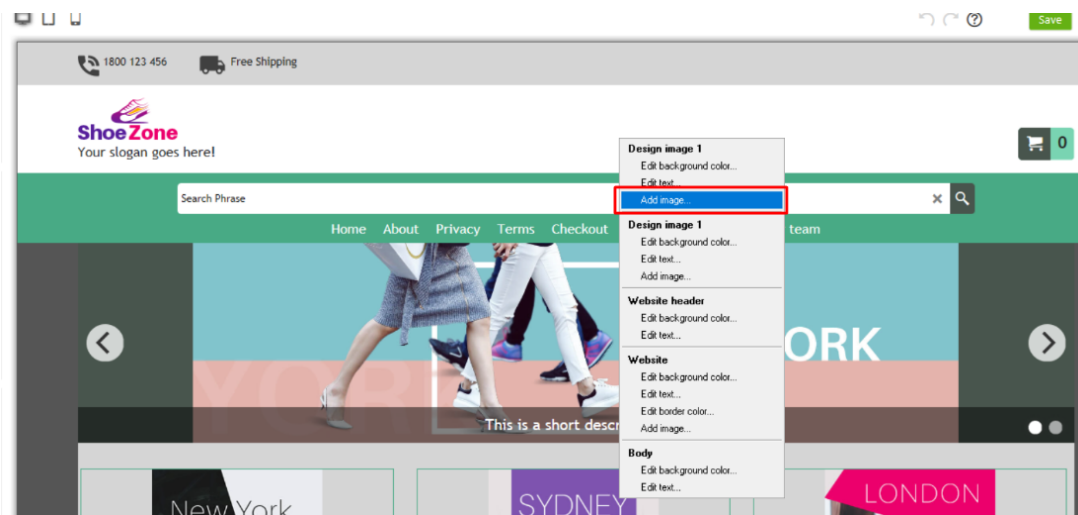 Save
1800 123 456
Free Shipping
ShoeZone
Your slogan goes here!
0
Search Phrase
Home About Privacy Terms Checkout team
Design image 1
Edit background color...
Edit text...
Add image...
Design image 1
Edit background color...
Edit text...
Add image...
Website header
Edit background color...
Edit text...
Website
Edit background color...
Edit text...
Edit border color...
Add image...
Body
Edit background color...
Edit text...
YORK
ORK
This is a short descr
New York
SYDNEY
LONDON